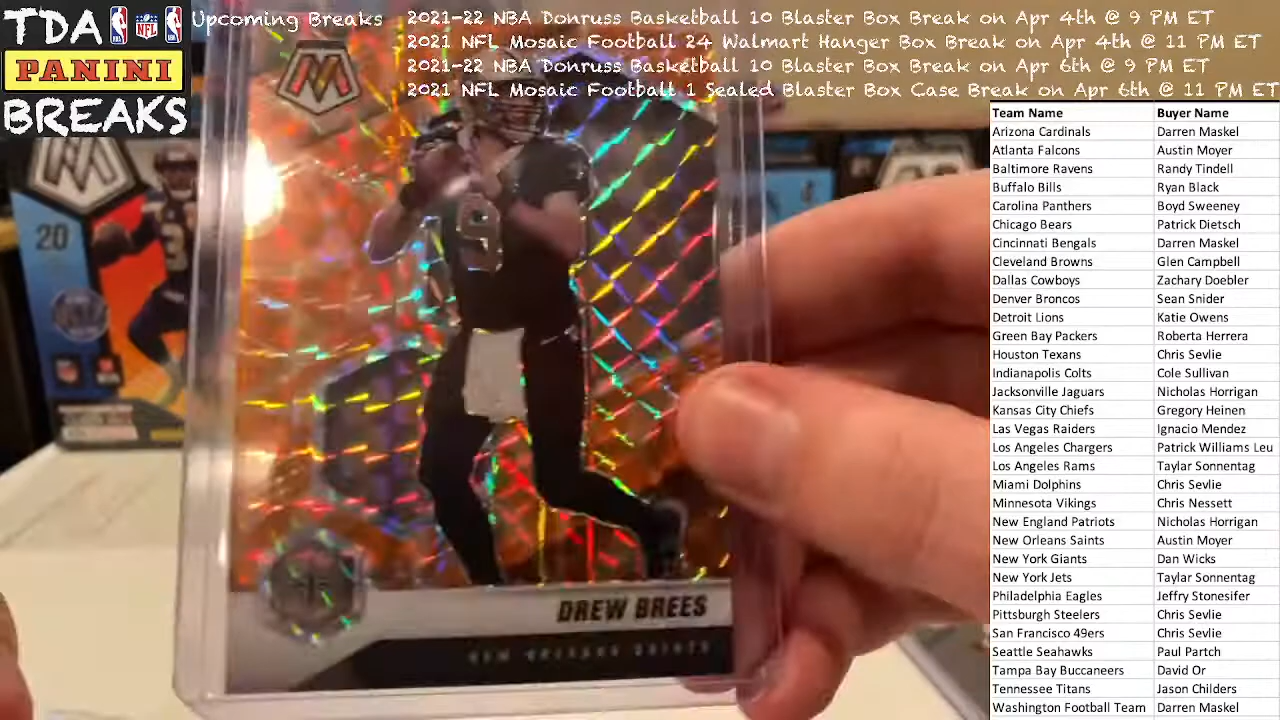 TDA
PANINI
BREAKS
Upcoming Breaks
2021-22 NBA Donruss Basketball 10 Blaster Box Break on Apr 4th @ 9 PM ET
2021 NFL Mosaic Football 24 Walmart Hanger Box Break on Apr 4th @ 11 PM ET
2021-22 NBA Donruss Basketball 10 Blaster Box Break on Apr 6th @ 9 PM ET
2021 NFL Mosaic Football 1 Sealed Blaster Box Case Break on Apr 6th @ 11 PM ET
Team Name Buyer Name
Arizona Cardinals Darren Maskel
Atlanta Falcons Austin Moyer
Baltimore Ravens Randy Tindell
Buffalo Bills Ryan Black
Carolina Panthers Boyd Sweeney
Chicago Bears Patrick Dietsch
Cincinnati Bengals Darren Maskel
Cleveland Browns Glen Campbell
Dallas Cowboys Zachary Doebler
Denver Broncos Sean Snider
Detroit Lions Katie Owens
Green Bay Packers Roberta Herrera
Houston Texans Chris Sevlie
Indianapolis Colts Cole Sullivan
Jacksonville Jaguars Nicholas Horrigan
Kansas City Chiefs Gregory Heinen
Las Vegas Raiders Ignacio Mendez
Los Angeles Chargers Patrick Williams Leu
Los Angeles Rams Taylar Sonnentag
Miami Dolphins Chris Sevlie
Minnesota Vikings Chris Nessett
New England Patriots Nicholas Horrigan
New Orleans Saints Austin Moyer
New York Giants Dan Wicks
New York Jets Taylar Sonnentag
Philadelphia Eagles Jeffry Stonesifer
Pittsburgh Steelers Chris Sevlie
San Francisco 49ers Chris Sevlie
Seattle Seahawks Paul Partch
Tampa Bay Buccaneers David Or
Tennessee Titans Jason Childers
Washington Football Team Darren Maskel
20
9
DREW BREES
NEW ORLEANS SAINTS